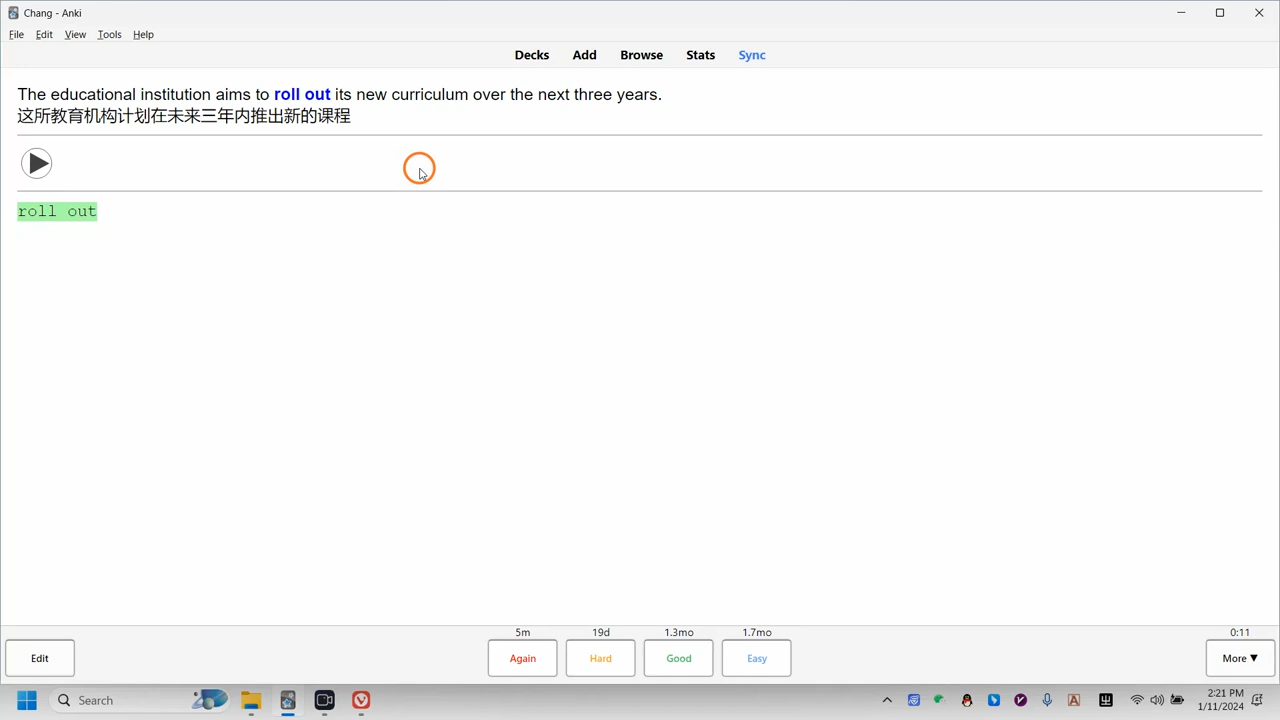 Chang - Anki
File Edit View Tools Help
Decks Add Browse Stats Sync
The educational institution aims to roll out its new curriculum over the next three years.
这所教育机构计划在未来三年内推出新的课程
roll out
5m 19d 1.3mo 1.7mo 0:11
Edit Again Hard Good Easy More ▼
Search
2:21 PM
1/11/2024